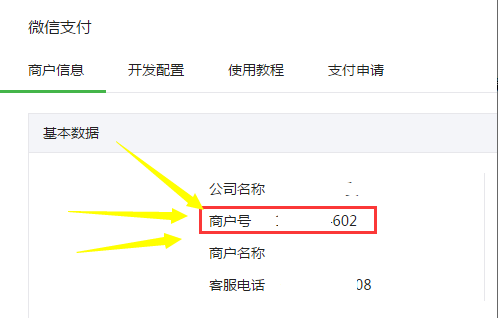 微信支付
商户信息 开发配置 使用教程 支付申请
基本数据
公司名称
商户号 602
商户名称
客服电话 08